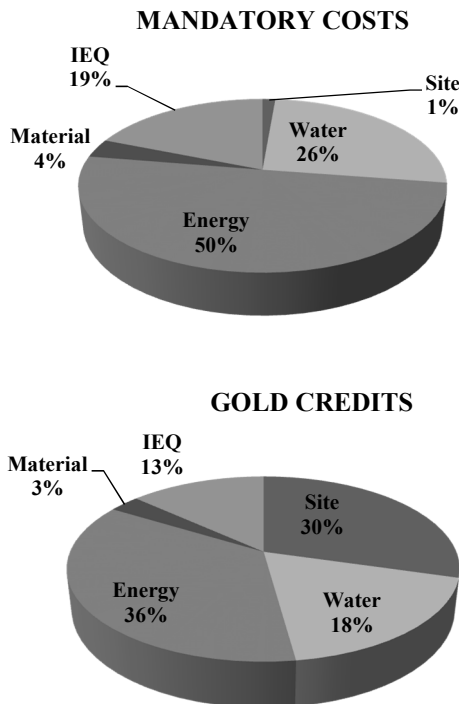 MANDATORY COSTS
IEQ
19%
Site
1%
Water
26%
Material
4%
Energy
50%
GOLD CREDITS
IEQ
13%
Material
3%
Site
30%
Energy
36%
Water
18%